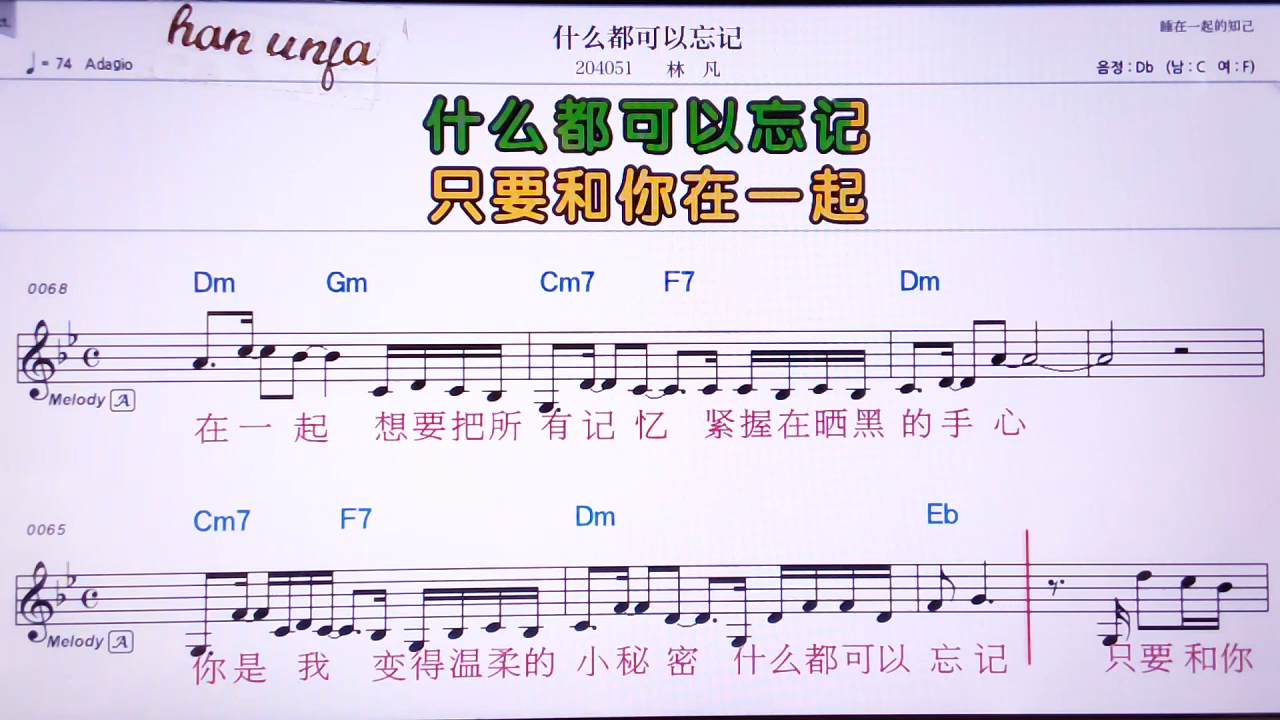 han unfa
什么都可以忘记
睡在一起的知己
♩= 74 Adagio
204051 林 凡
음정 : Db (남 : C 여 : F)
什么都可以忘记
只要和你在一起
0068
Dm Gm Cm7 F7 Dm
Melody A
在一 起 想要把所 有记 忆 紧握在晒黑 的手 心
0065
Cm7 F7 Dm Eb
Melody A
你是 我 变得温柔的 小秘 密 什么都可以 忘 记 只要 和你